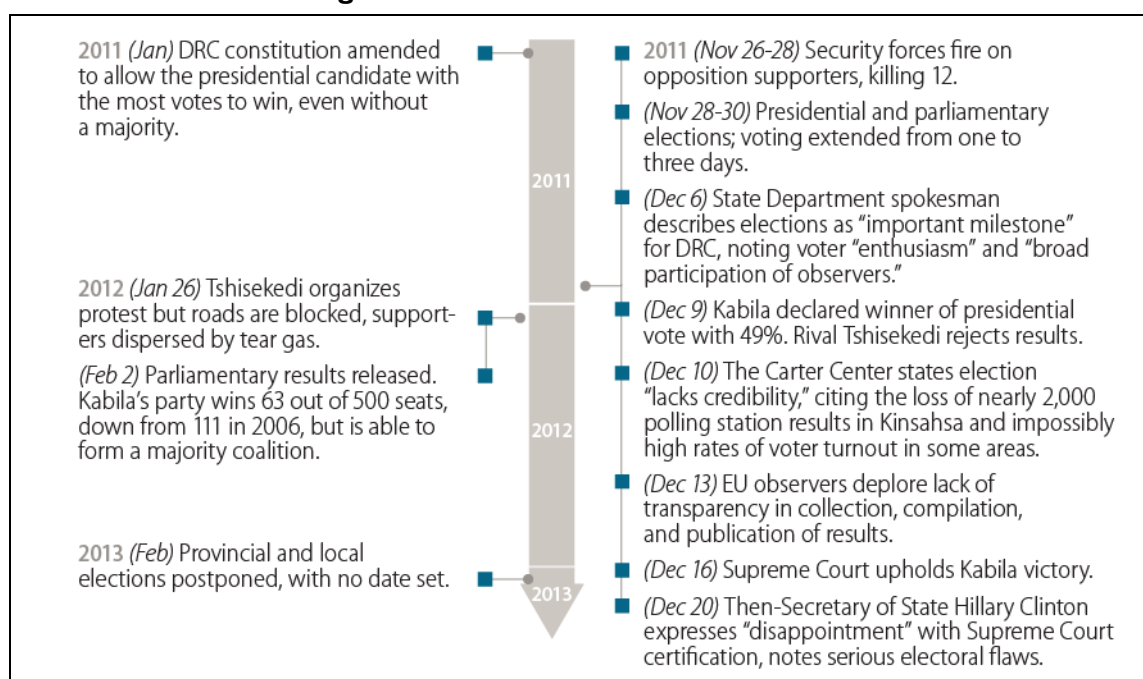 2011 (Jan) DRC constitution amended
to allow the presidential candidate with
the most votes to win, even without
a majority.
2012 (Jan 26) Tshisekedi organizes
protest but roads are blocked, support-
ers dispersed by tear gas.
(Feb 2) Parliamentary results released.
Kabila’s party wins 63 out of 500 seats,
down from 111 in 2006, but is able to
form a majority coalition.
2013 (Feb) Provincial and local
elections postponed, with no date set.
2011
2012
2013
2011 (Nov 26-28) Security forces fire on
opposition supporters, killing 12.
(Nov 28-30) Presidential and parliamentary
elections; voting extended from one to
three days.
(Dec 6) State Department spokesman
describes elections as “important milestone”
for DRC, noting voter “enthusiasm” and “broad
participation of observers.”
(Dec 9) Kabila declared winner of presidential
vote with 49%. Rival Tshisekedi rejects results.
(Dec 10) The Carter Center states election
“lacks credibility,” citing the loss of nearly 2,000
polling station results in Kinsahsa and impossibly
high rates of voter turnout in some areas.
(Dec 13) EU observers deplore lack of
transparency in collection, compilation,
and publication of results.
(Dec 16) Supreme Court upholds Kabila victory.
(Dec 20) Then-Secretary of State Hillary Clinton
expresses “disappointment” with Supreme Court
certification, notes serious electoral flaws.